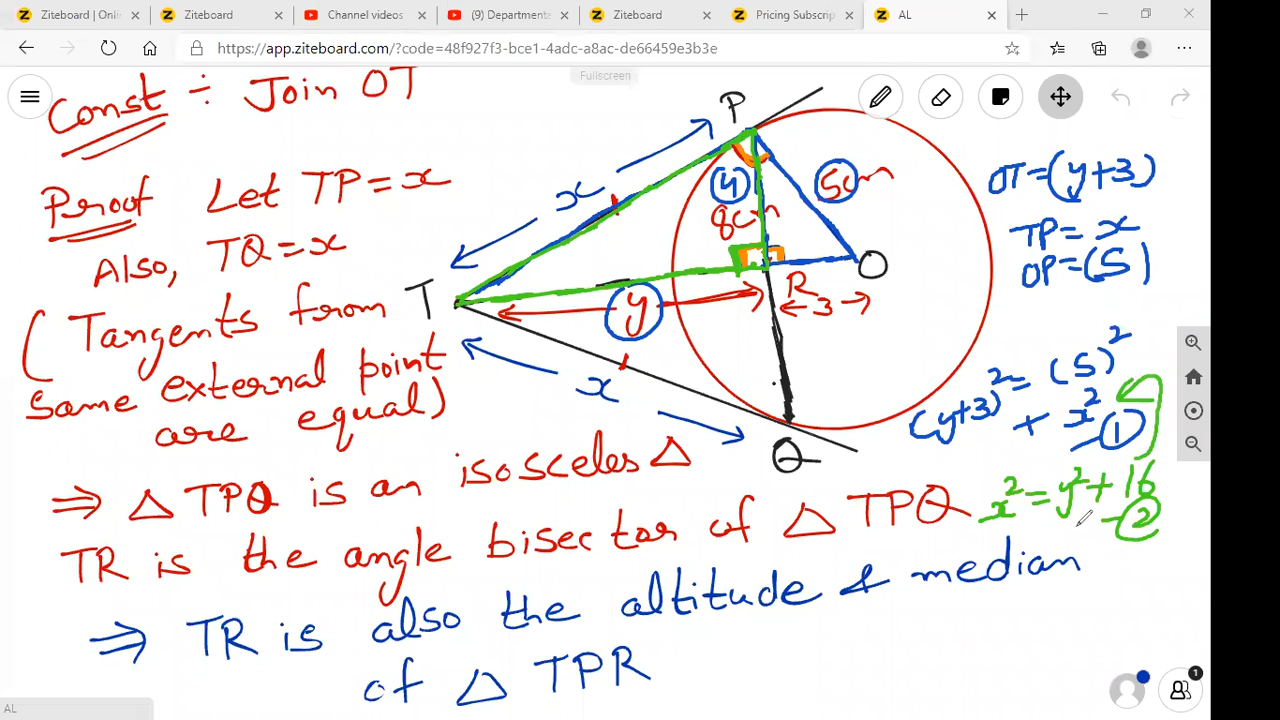 Ziteboard | Onli
Ziteboard
Channel videos
(9) Departmente
Ziteboard
Pricing Subscrip
AL
https://app.ziteboard.com/?code=48f927f3-bce1-4adc-a8ac-de66459e3b3e
Fullscreen
Const ÷ Join OT
Proof Let TP = x
Also, TQ = x
( Tangents from
same external point
are equal)
⇒ △ TPQ is an isosceles △
TR is the angle bisector of △ TPQ
⇒ TR is also the altitude & median
of △ TPR
P
x
4
8cm
5cm
T
y
R
O
3
x
Q
OT = (y+3)
TP = x
OP = (5)
(y+3)² = (5)²
+ x²
– 1
x² = y² + 16
– 2
1
AL